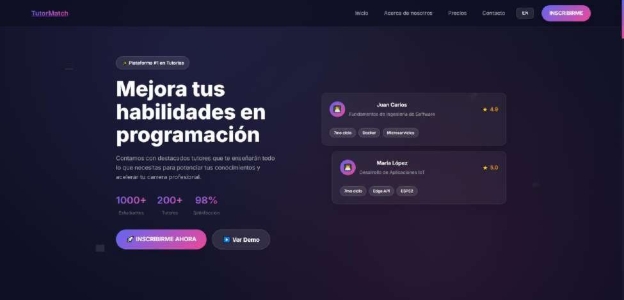 TutorMatch
Inicio
Acerca de nosotros
Precios
Contacto
EN
INSCRIBIRME
Plataforma #1 en Tutorías
Mejora tus
habilidades en
programación
Contamos con destacados tutores que te enseñarán todo
lo que necesitas para potenciar tus conocimientos y
acelerar tu carrera profesional.
1000+
200+
98%
Estudiantes
Tutores
Satisfacción
INSCRIBIRME AHORA
Ver Demo
Juan Carlos
Fundamentos de Ingeniería de Software
4.9
7mo ciclo
Docker
Microservicios
María López
Desarrollo de Aplicaciones IoT
5.0
7mo ciclo
Edge API
ESP32